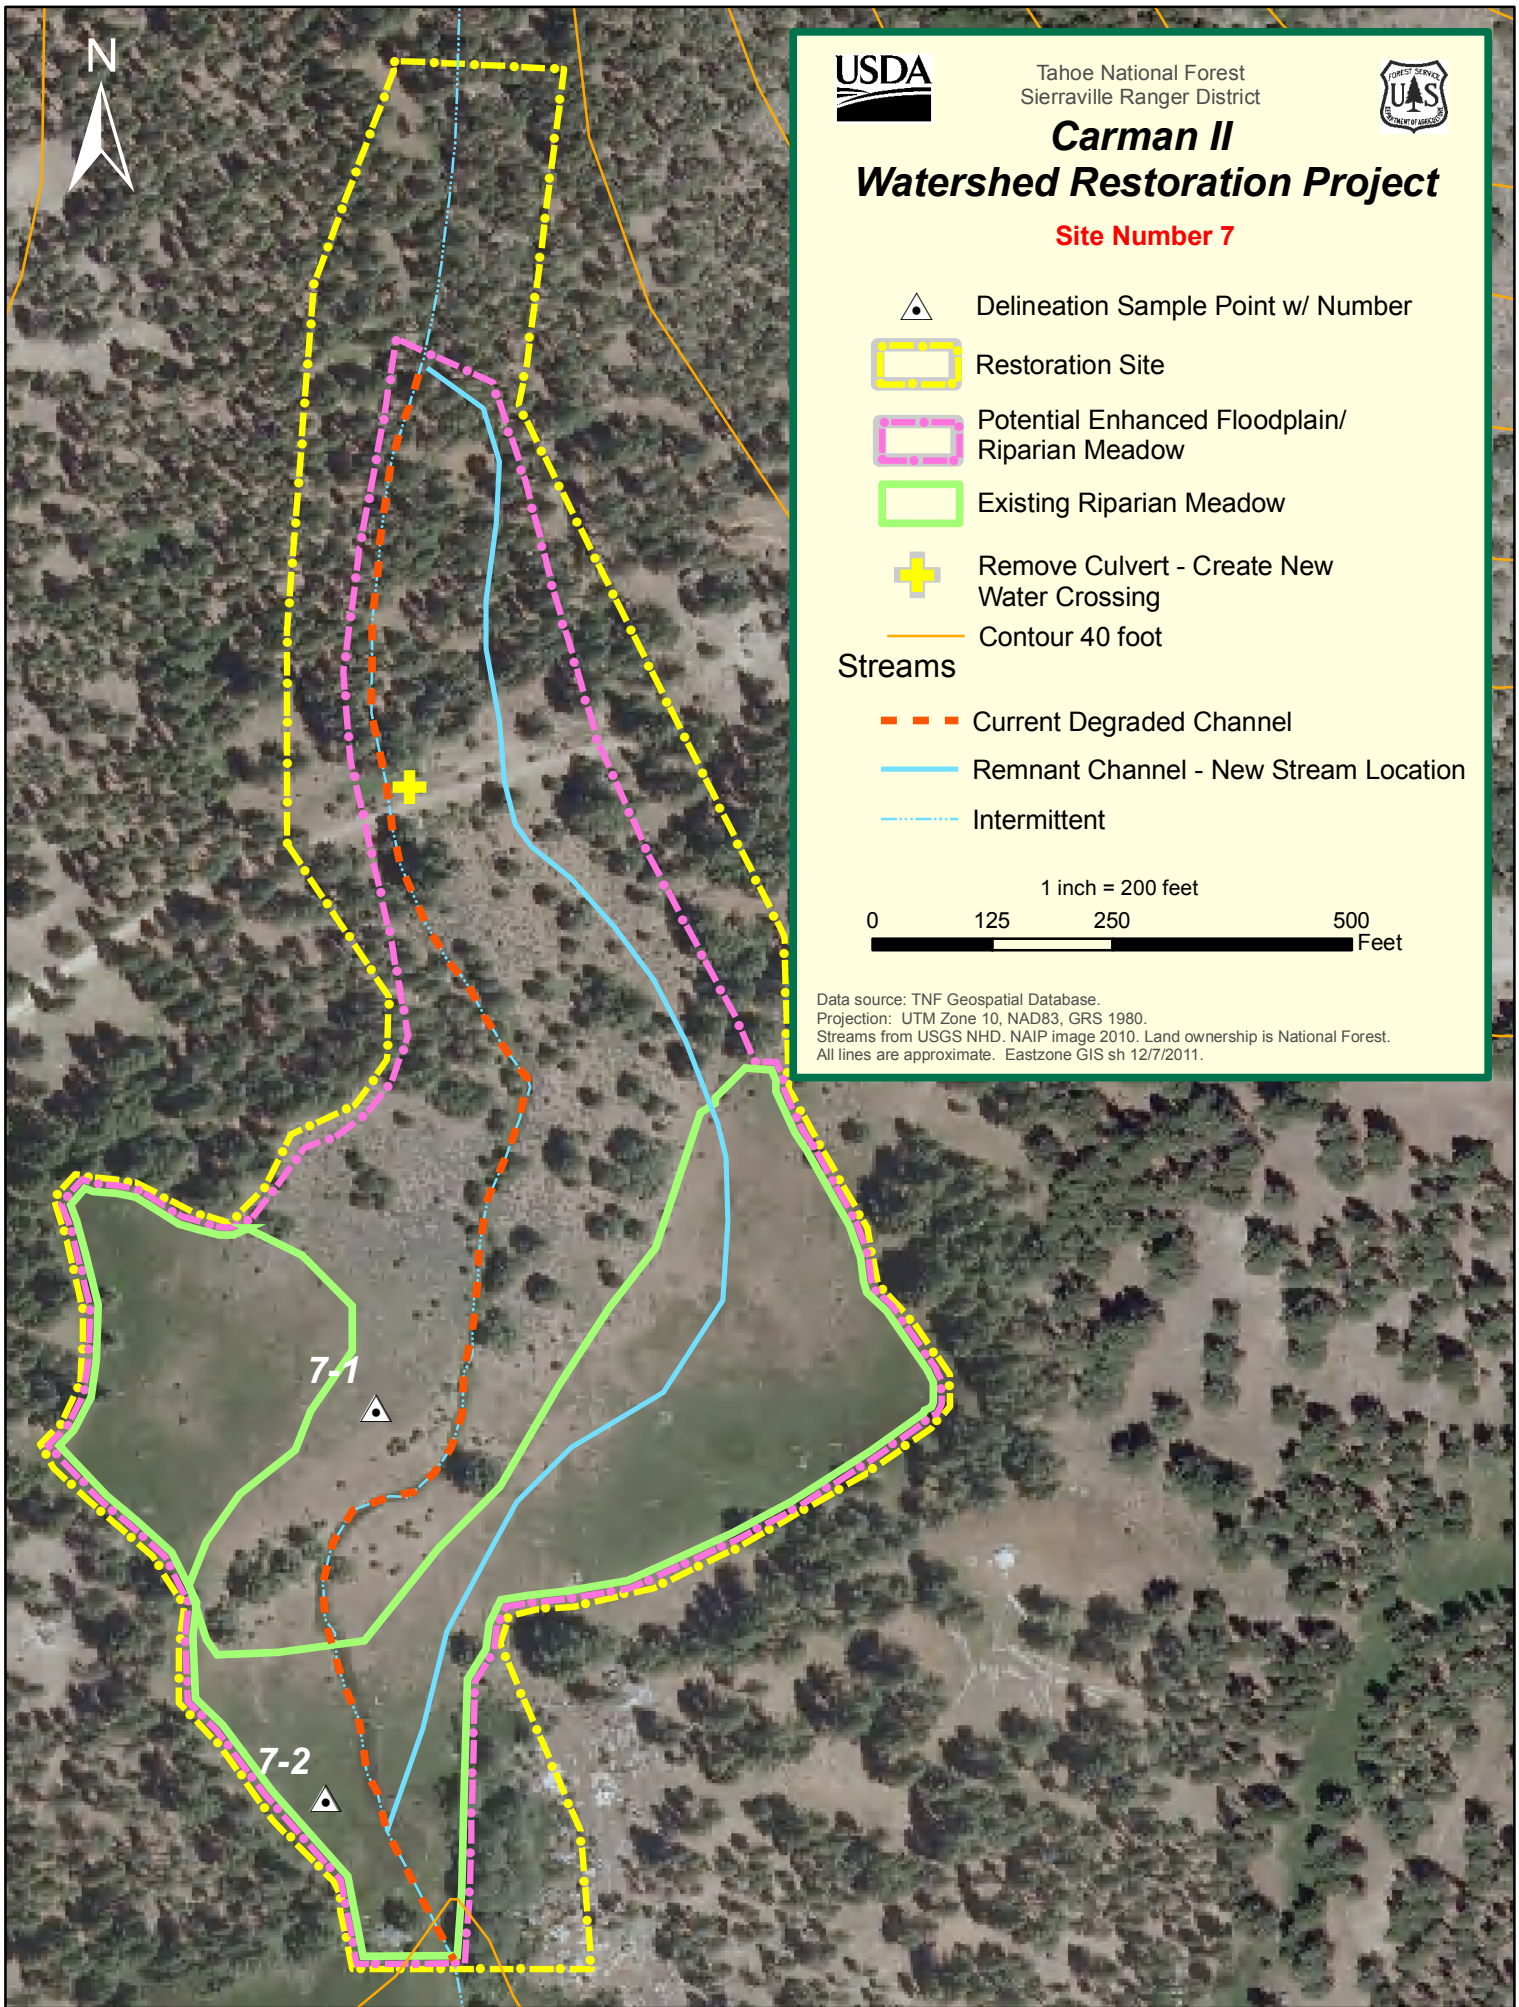 N
USDA
Tahoe National Forest
Sierraville Ranger District
FOREST SERVICE
U S
DEPARTMENT OF AGRICULTURE
Carman II
Watershed Restoration Project
Site Number 7
Delineation Sample Point w/ Number
Restoration Site
Potential Enhanced Floodplain/
Riparian Meadow
Existing Riparian Meadow
Remove Culvert - Create New
Water Crossing
Contour 40 foot
Streams
Current Degraded Channel
Remnant Channel - New Stream Location
Intermittent
1 inch = 200 feet
0 125 250 500
Feet
Data source: TNF Geospatial Database.
Projection: UTM Zone 10, NAD83, GRS 1980.
Streams from USGS NHD. NAIP image 2010. Land ownership is National Forest.
All lines are approximate. Eastzone GIS sh 12/7/2011.
7-1
7-2